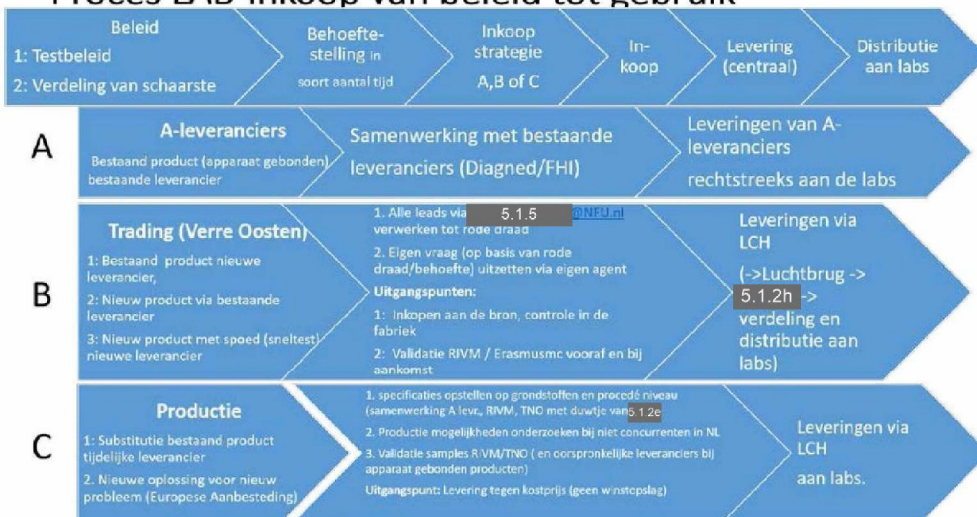 Proces LAB-inkoop van beleid tot gebruik
Beleid
1: Testbeleid
2: Verdeling van schaarste
Behoefte-
stelling in
soort aantal tijd
Inkoop
strategie
A,B of C
In-
koop
Levering
(centraal)
Distributie
aan labs
A
A-leveranciers
Bestaand product (apparaat gebonden)
bestaande leverancier
Samenwerking met bestaande
leveranciers (Diagned/FHI)
Leveringen van A-
leveranciers
rechtstreeks aan de labs
B
Trading (Verre Oosten)
1: Bestaand product nieuwe
leverancier,
2: Nieuw product via bestaande
leverancier
3: Nieuw product met spoed (sneltest)
nieuwe leverancier
1. Alle leads via 5.1.5 @NFU.nl
verwerken tot rode draad
2. Eigen vraag (op basis van rode
draad/behoefte) uitzetten via eigen agent
Uitgangspunten:
1: Inkopen aan de bron, controle in de
fabriek
2: Validatie RIVM / Erasmusmc vooraf en bij
aankomst
Leveringen via
LCH
(->Luchtbrug ->
5.1.2h ->
verdeling en
distributie aan
labs)
C
Productie
1: Substitutie bestaand product
tijdelijke leverancier
2. Nieuwe oplossing voor nieuw
probleem (Europese Aanbesteding)
1. specificaties opstellen op grondstoffen en procedé niveau
(samenwerking A levr., RIVM, TNO met duwtje van 5.1.2e
2. Productie mogelijkheden onderzoeken bij niet concurrenten in NL
3. Validatie samples RIVM/TNO ( en oorspronkelijke leveranciers bij
apparaat gebonden producten)
Uitgangspunt: Levering tegen kostprijs (geen winstopslag)
Leveringen via
LCH
aan labs.